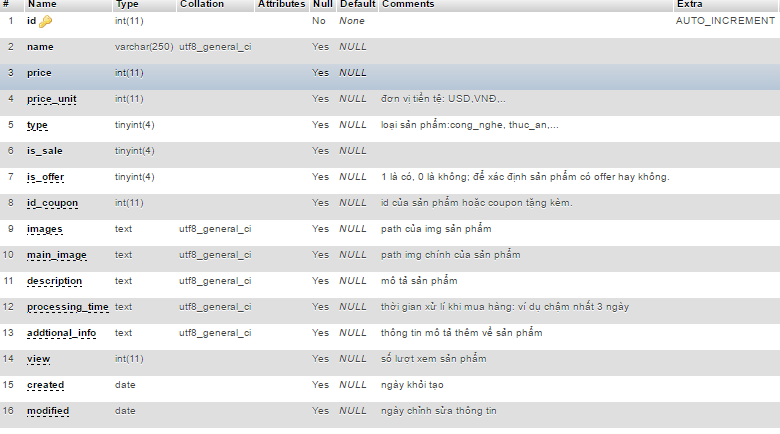 # Name Type Collation Attributes Null Default Comments Extra
1 id int(11) No None AUTO_INCREMENT
2 name varchar(250) utf8_general_ci Yes NULL
3 price int(11) Yes NULL
4 price_unit int(11) Yes NULL đơn vị tiền tệ: USD,VNĐ,..
5 type tinyint(4) Yes NULL loại sản phẩm:cong_nghe, thuc_an,...
6 is_sale tinyint(4) Yes NULL
7 is_offer tinyint(4) Yes NULL 1 là có, 0 là không; để xác định sản phẩm có offer hay không.
8 id_coupon int(11) Yes NULL id của sản phẩm hoặc coupon tặng kèm.
9 images text utf8_general_ci Yes NULL path của img sản phẩm
10 main_image text utf8_general_ci Yes NULL path img chính của sản phẩm
11 description text utf8_general_ci Yes NULL mô tả sản phẩm
12 processing_time text utf8_general_ci Yes NULL thời gian xử lí khi mua hàng: ví dụ chậm nhất 3 ngày
13 addtional_info text utf8_general_ci Yes NULL thông tin mô tả thêm về sản phẩm
14 view int(11) Yes NULL số lượt xem sản phẩm
15 created date Yes NULL ngày khỏi tạo
16 modified date Yes NULL ngày chỉnh sửa thông tin